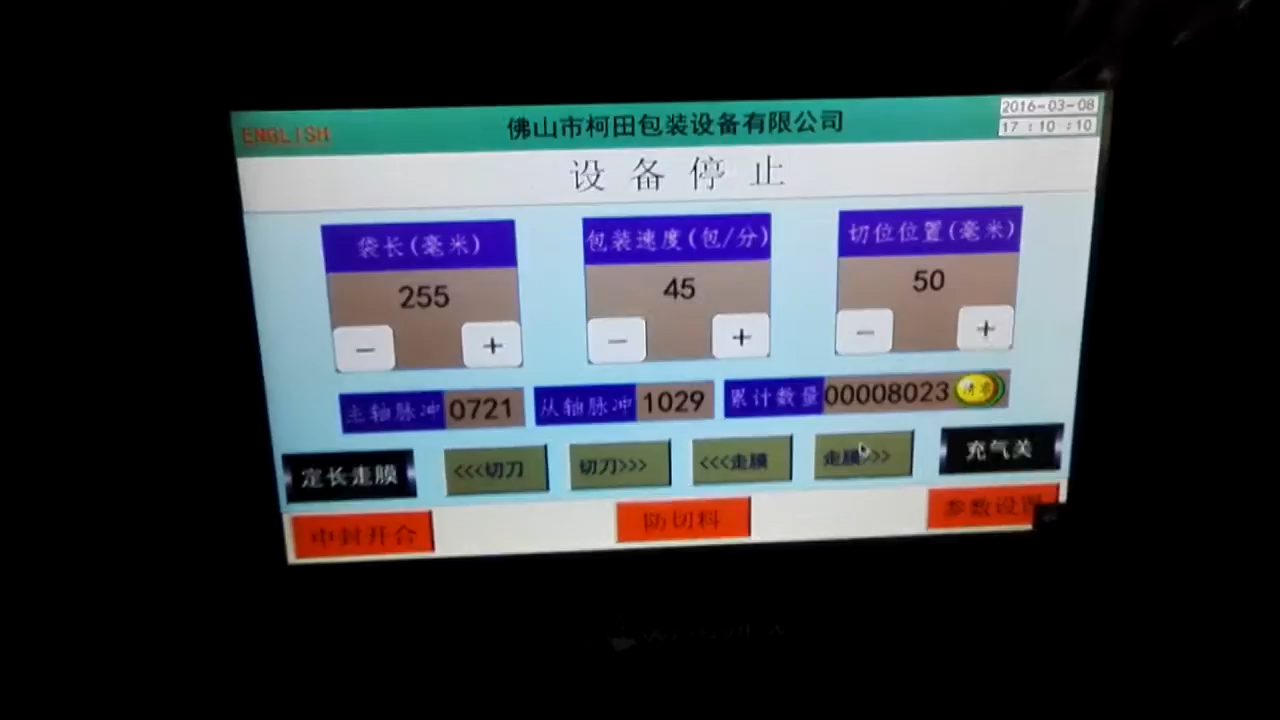 ENGLISH
佛山市柯田包装设备有限公司
2016-03-08
17:10:10
设备停止
袋长(毫米)
包装速度(包/分)
切位位置(毫米)
255
45
50
- +
- +
- +
主轴脉冲 0721
从轴脉冲 1029
累计数量 00008023 清零
定长走膜
<<<切刀
切刀>>>
<<<走膜
走膜>>>
充气关
中封开合
防切料
参数设置